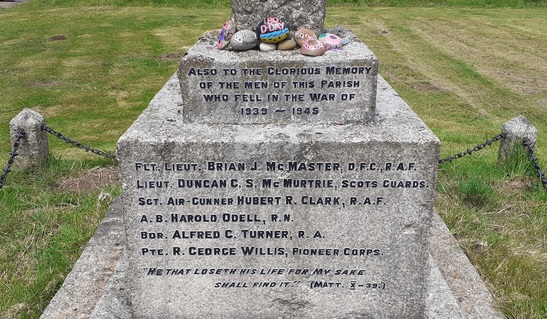 80
D-DAY
ALSO TO THE GLORIOUS MEMORY
OF THE MEN OF THIS PARISH
WHO FELL IN THE WAR OF
1939 — 1945
FLT. LIEUT. BRIAN J. MCMASTER, D.F.C., R.A.F.
LIEUT. DUNCAN C. S. MCMURTRIE, SCOTS GUARDS.
SGT. AIR-GUNNER HUBERT R. CLARK, R.A.F.
A.B. HAROLD ODELL, R.N.
BDR. ALFRED C. TURNER, R.A.
PTE. R. GEORGE WILLIS, PIONEER CORPS.
"HE THAT LOSETH HIS LIFE FOR MY SAKE
SHALL FIND IT." (MATT. X-39.)